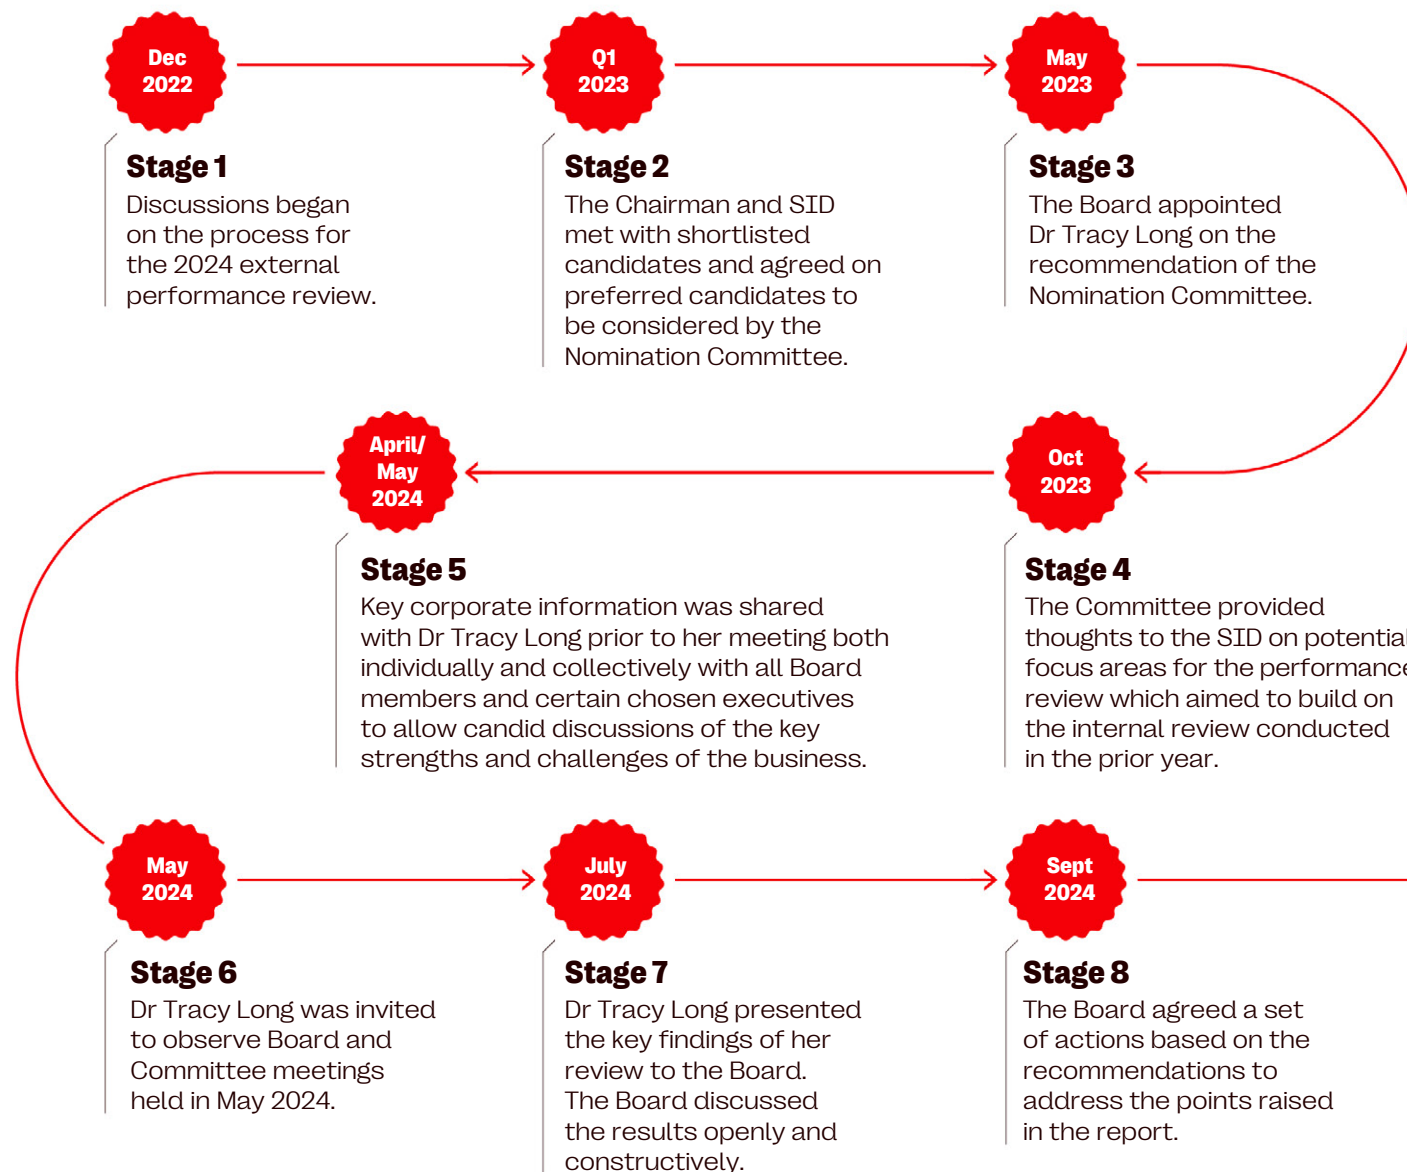 Dec
2022
Stage 1
Discussions began
on the process for
the 2024 external
performance review.
Q1
2023
Stage 2
The Chairman and SID
met with shortlisted
candidates and agreed on
preferred candidates to
be considered by the
Nomination Committee.
May
2023
Stage 3
The Board appointed
Dr Tracy Long on the
recommendation of the
Nomination Committee.
Oct
2023
Stage 4
The Committee provided
thoughts to the SID on potential
focus areas for the performance
review which aimed to build on
the internal review conducted
in the prior year.
April/
May
2024
Stage 5
Key corporate information was shared
with Dr Tracy Long prior to her meeting both
individually and collectively with all Board
members and certain chosen executives
to allow candid discussions of the key
strengths and challenges of the business.
May
2024
Stage 6
Dr Tracy Long was invited
to observe Board and
Committee meetings
held in May 2024.
July
2024
Stage 7
Dr Tracy Long presented
the key findings of her
review to the Board.
The Board discussed
the results openly and
constructively.
Sept
2024
Stage 8
The Board agreed a set
of actions based on the
recommendations to
address the points raised
in the report.